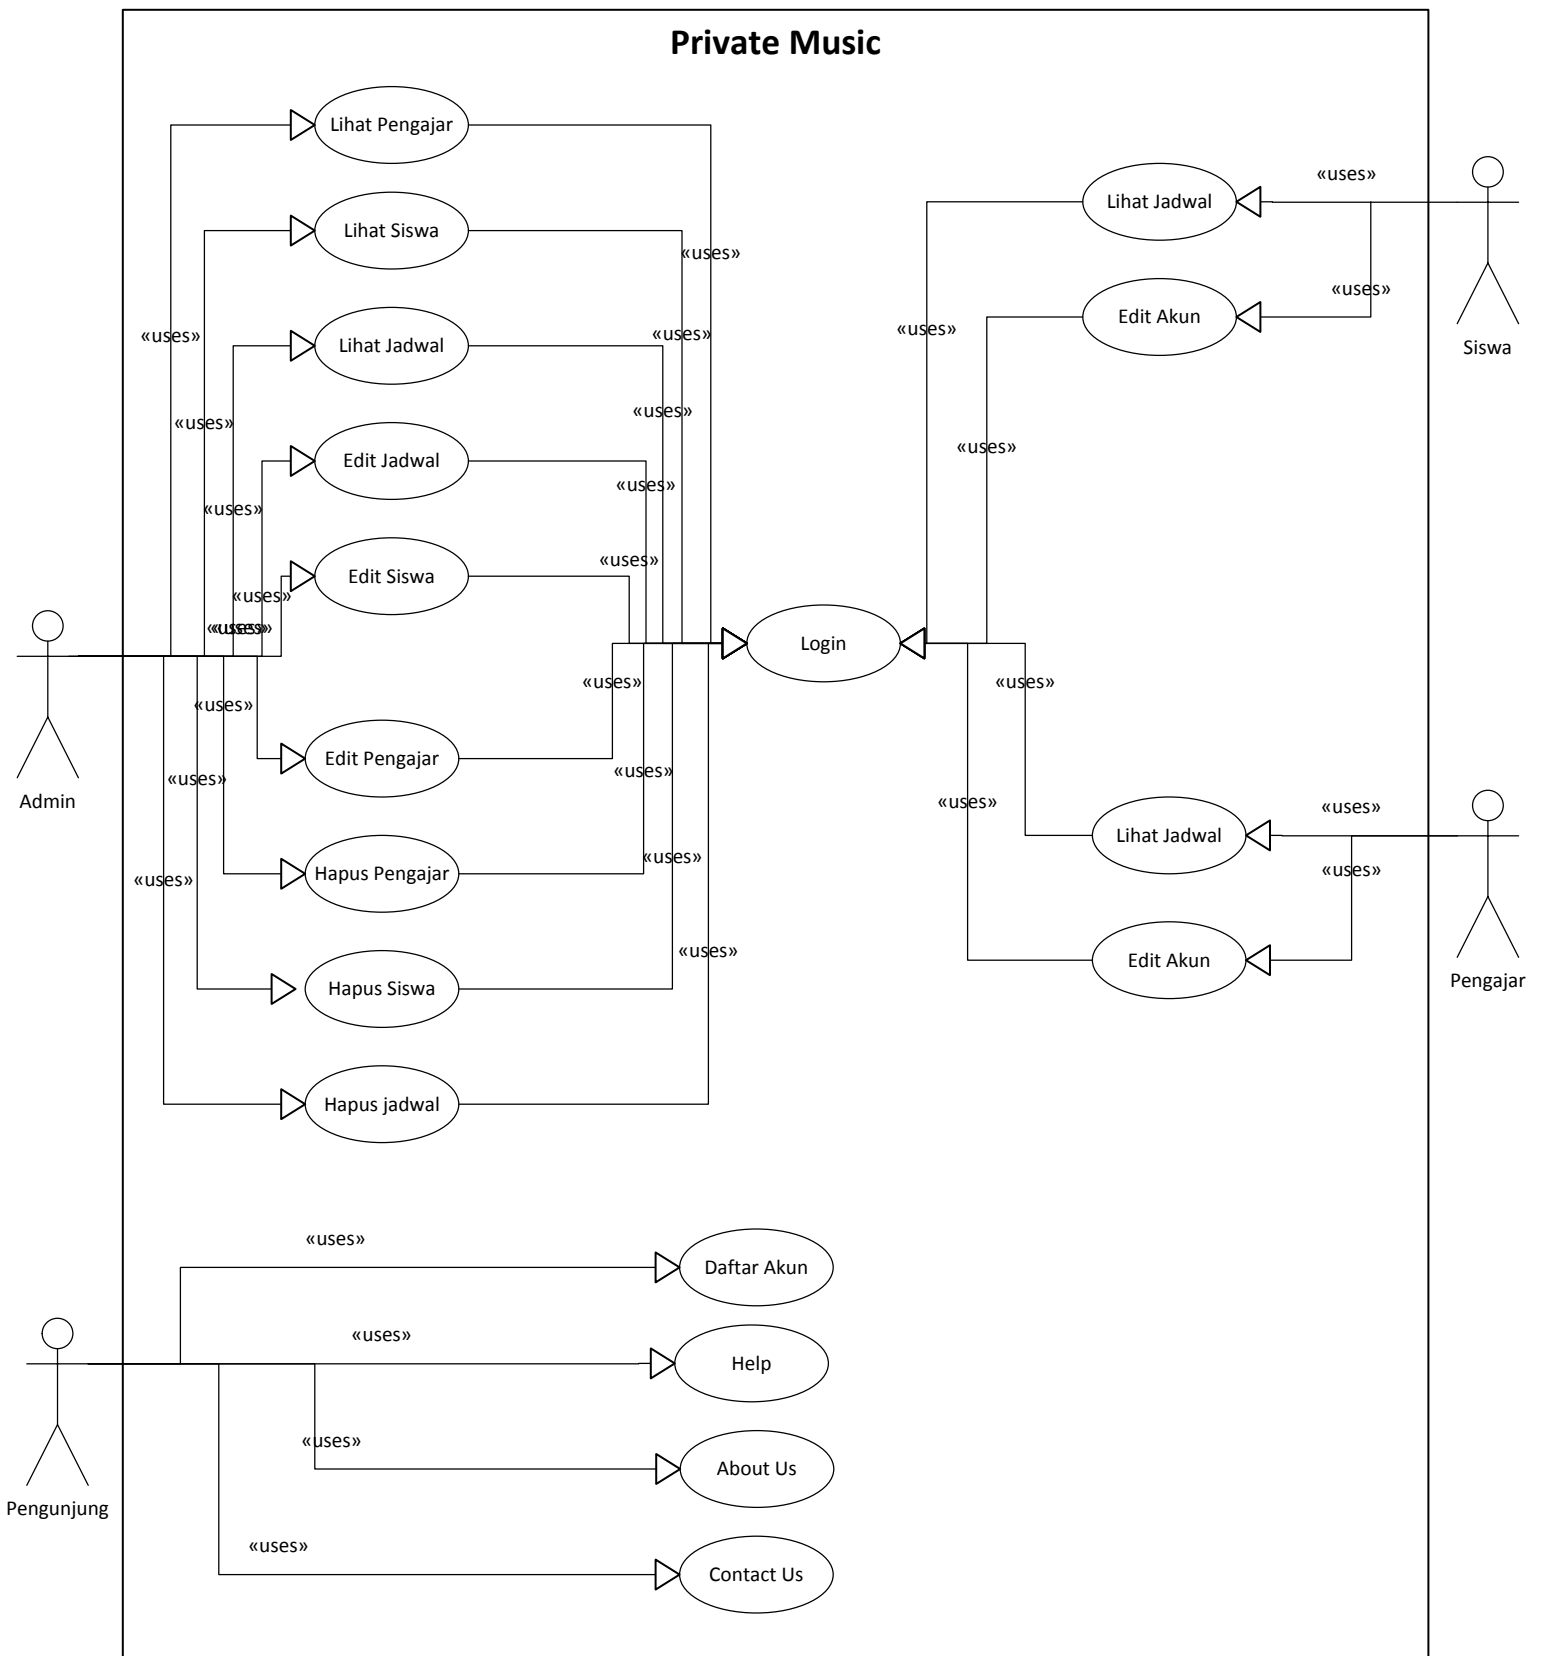 Private Music
Lihat Pengajar
«uses»
Lihat Jadwal
Lihat Siswa
«uses»
«uses»
Edit Akun
«uses»
«uses»
«uses»
«uses»
Lihat Jadwal
Siswa
«uses»
«uses»
«uses»
Edit Jadwal
«uses»
«uses»
«uses»
Edit Siswa
«uses»
«uses»
«uses»
«uses»
Login
«uses»
«uses»
«uses»
Edit Pengajar
«uses»
«uses»
Admin
«uses»
«uses»
Lihat Jadwal
«uses»
Hapus Pengajar
«uses»
«uses»
«uses»
Edit Akun
Hapus Siswa
Pengajar
Hapus jadwal
«uses»
Daftar Akun
«uses»
Help
«uses»
About Us
Pengunjung
«uses»
Contact Us